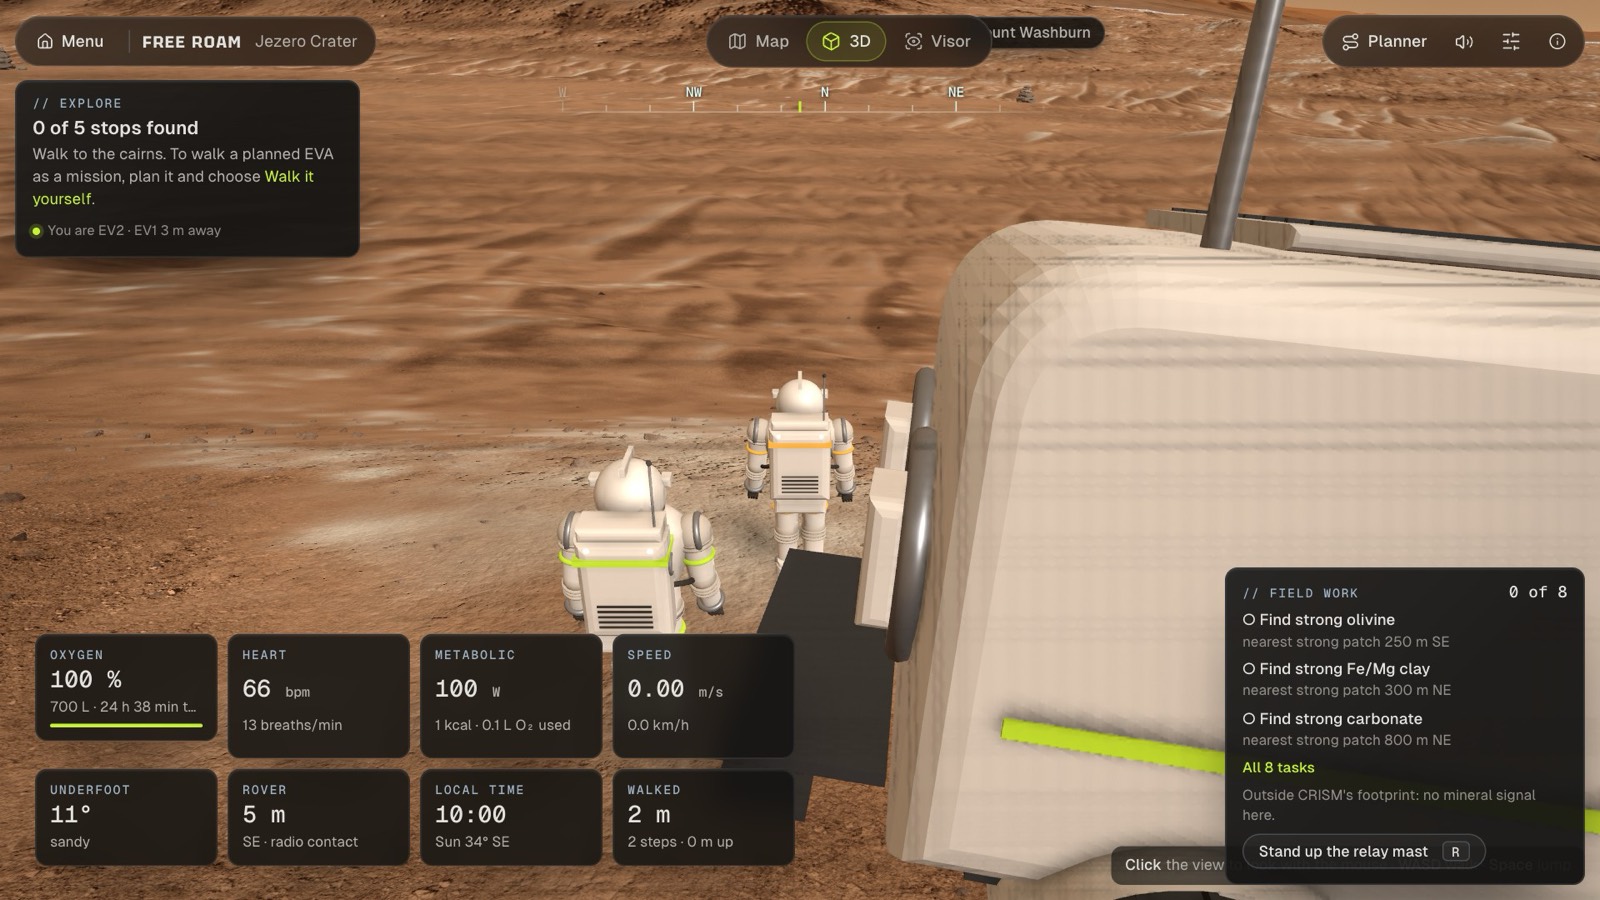 Menu
FREE ROAM Jezero Crater
Map
3D
Visor
unt Washburn
Planner
W NW N NE
// EXPLORE
0 of 5 stops found
Walk to the cairns. To walk a planned EVA
as a mission, plan it and choose Walk it
yourself.
You are EV2 · EV1 3 m away
OXYGEN
100 %
700 L · 24 h 38 min t…
HEART
66 bpm
13 breaths/min
METABOLIC
100 W
1 kcal · 0.1 L O₂ used
SPEED
0.00 m/s
0.0 km/h
UNDERFOOT
11°
sandy
ROVER
5 m
SE · radio contact
LOCAL TIME
10:00
Sun 34° SE
WALKED
2 m
2 steps · 0 m up
// FIELD WORK 0 of 8
Find strong olivine
nearest strong patch 250 m SE
Find strong Fe/Mg clay
nearest strong patch 300 m NE
Find strong carbonate
nearest strong patch 800 m NE
All 8 tasks
Outside CRISM's footprint: no mineral signal
here.
Stand up the relay mast R
Click the view